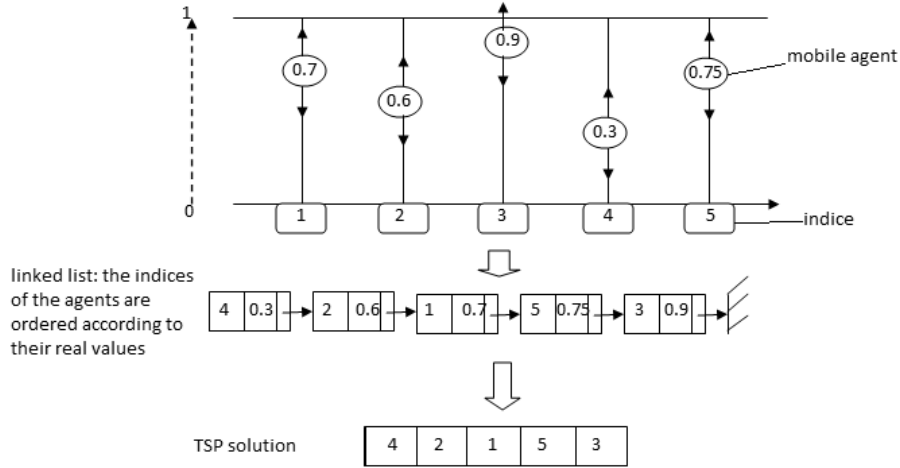 1
0.7
0.6
0.9
0.3
0.75
mobile agent
0
1
2
3
4
5
indice
linked list: the indices
of the agents are
ordered according to
their real values
4 0.3
2 0.6
1 0.7
5 0.75
3 0.9
TSP solution
4 2 1 5 3